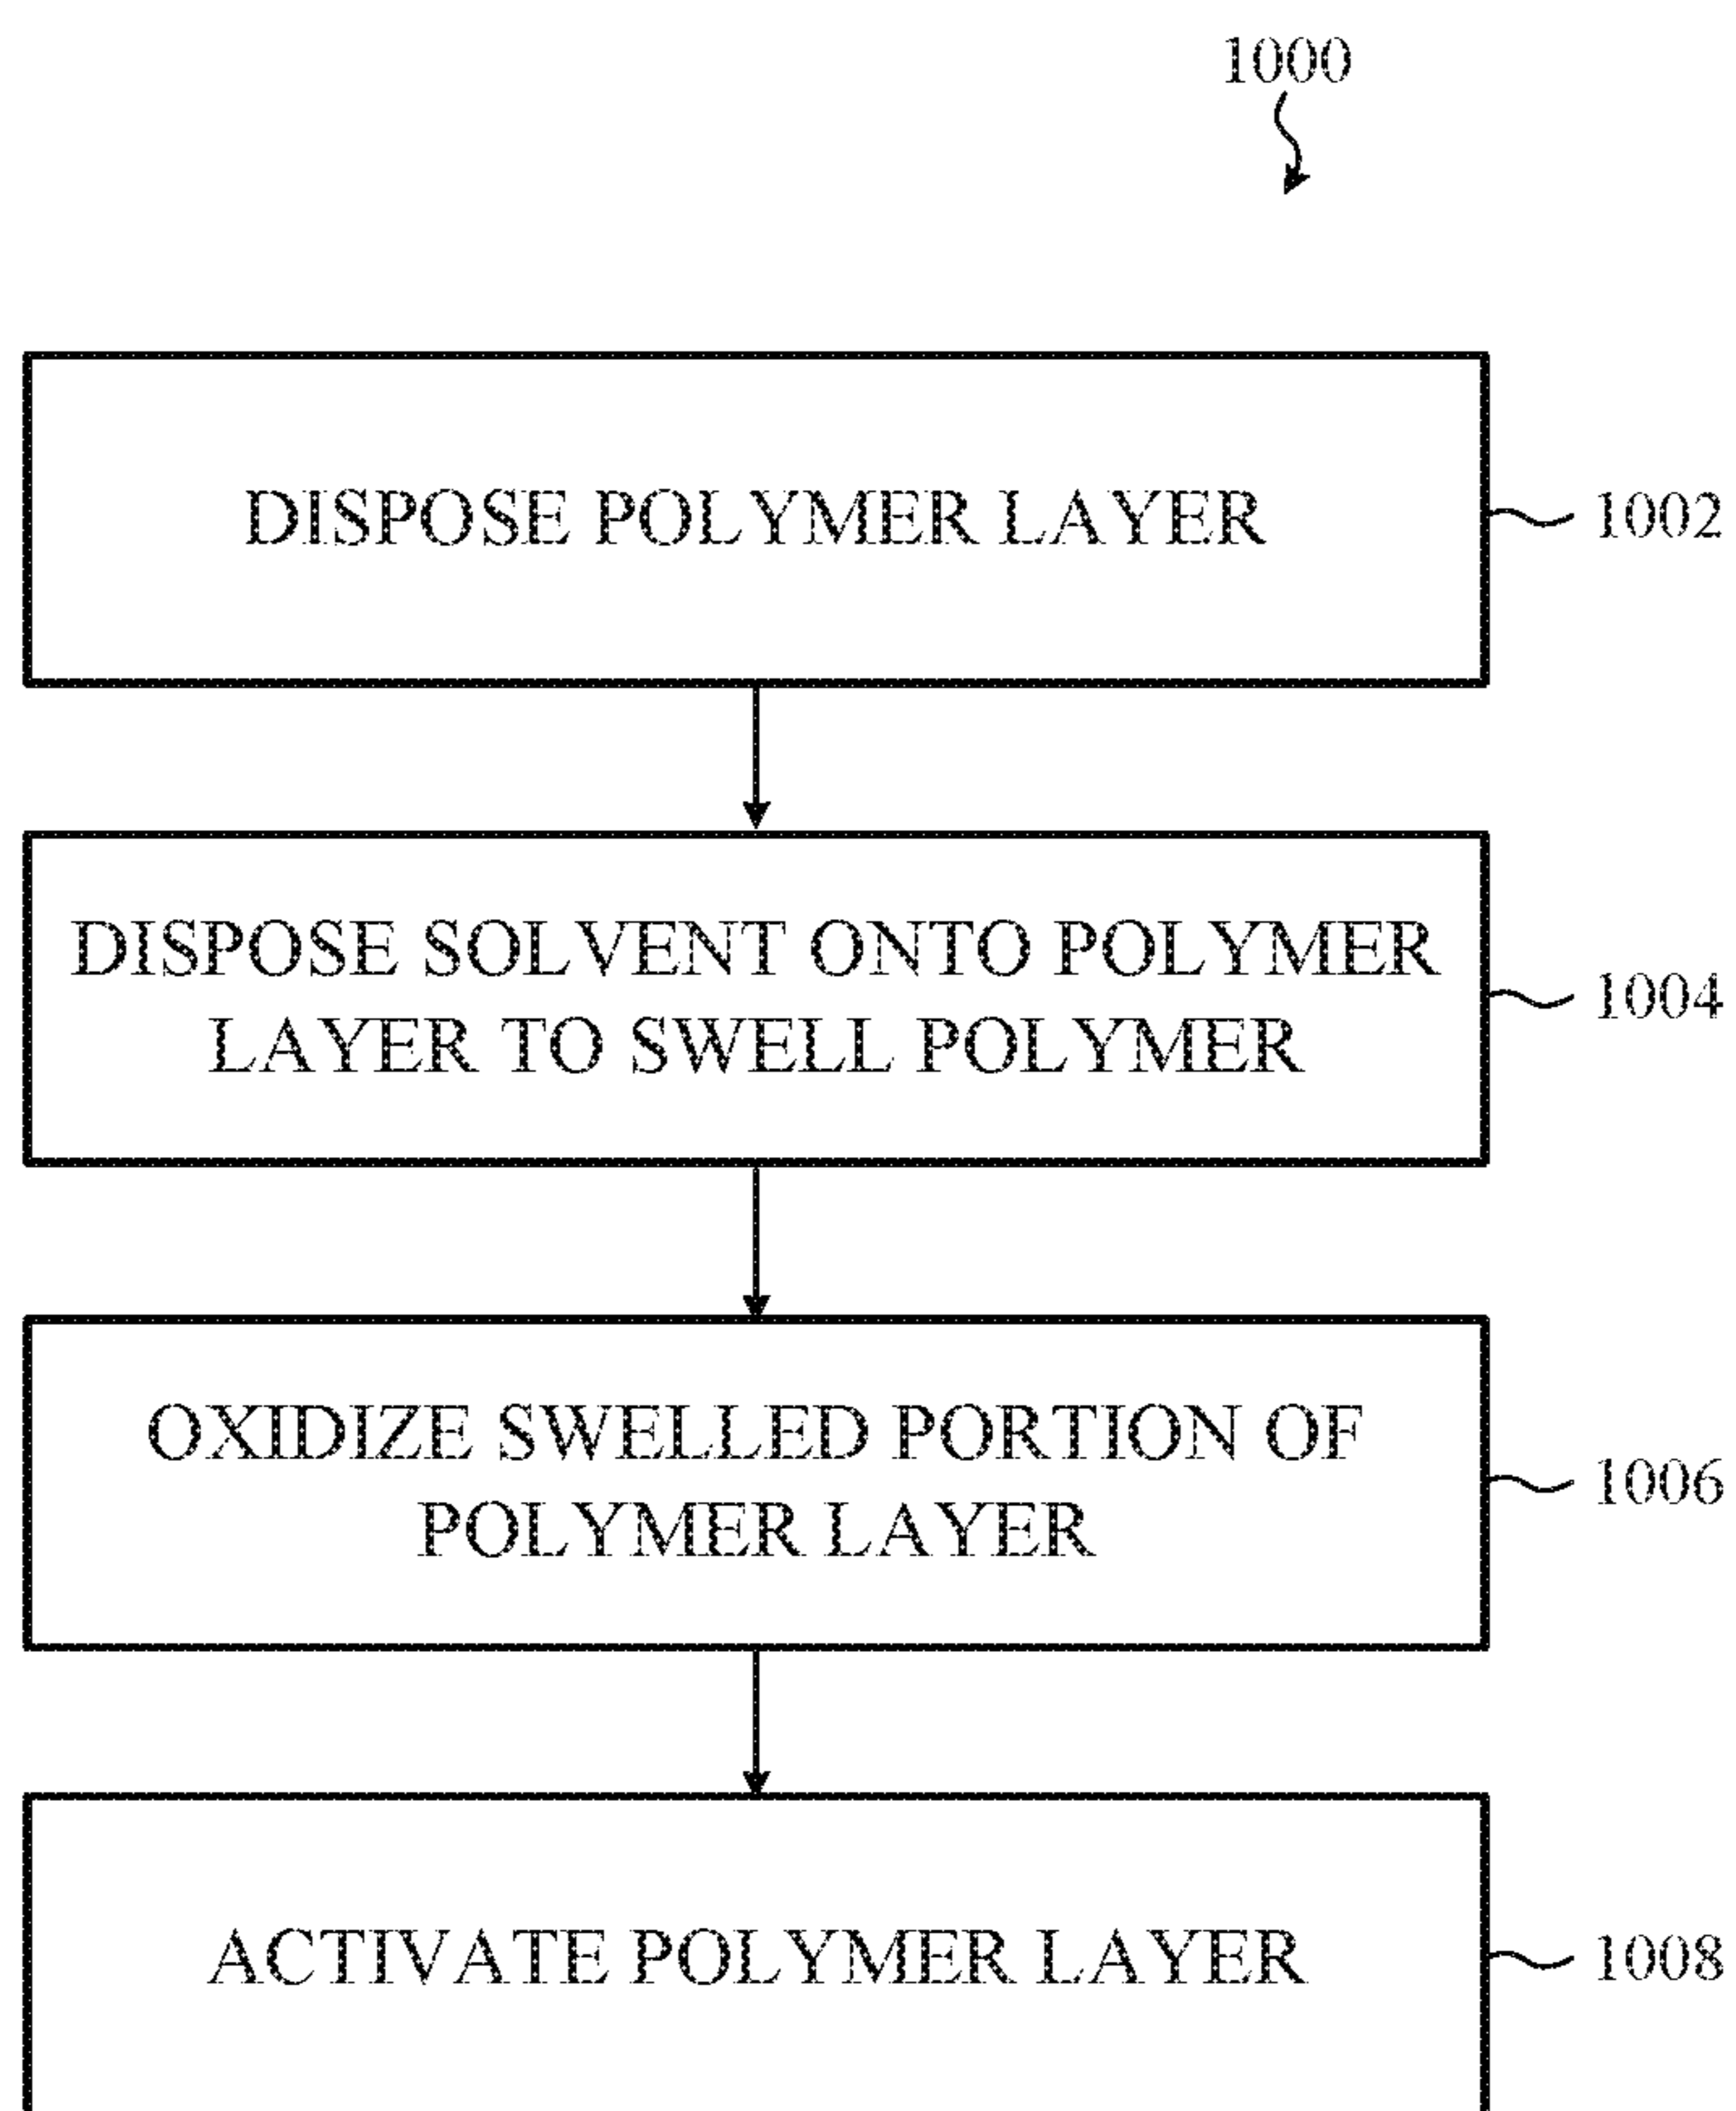 1000
DISPOSE POLYMER LAYER
1002
DISPOSE SOLVENT ONTO POLYMER
LAYER TO SWELL POLYMER
1004
OXIDIZE SWELLED PORTION OF
POLYMER LAYER
1006
ACTIVATE POLYMER LAYER
1008